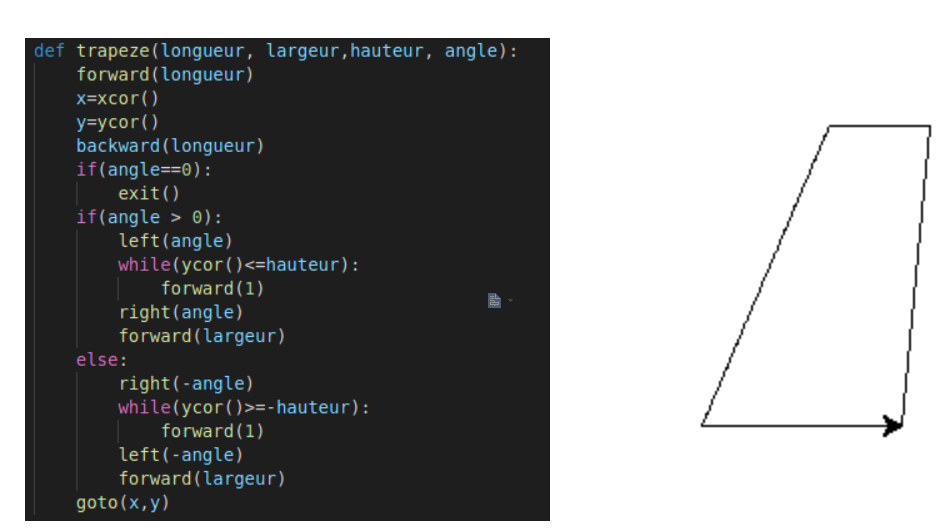 def trapeze(longueur, largeur,hauteur, angle):
    forward(longueur)
    x=xcor()
    y=ycor()
    backward(longueur)
    if(angle==0):
        exit()
    if(angle > 0):
        left(angle)
        while(ycor()<=hauteur):
            forward(1)
        right(angle)
        forward(largeur)
    else:
        right(-angle)
        while(ycor()>=-hauteur):
            forward(1)
        left(-angle)
        forward(largeur)
    goto(x,y)